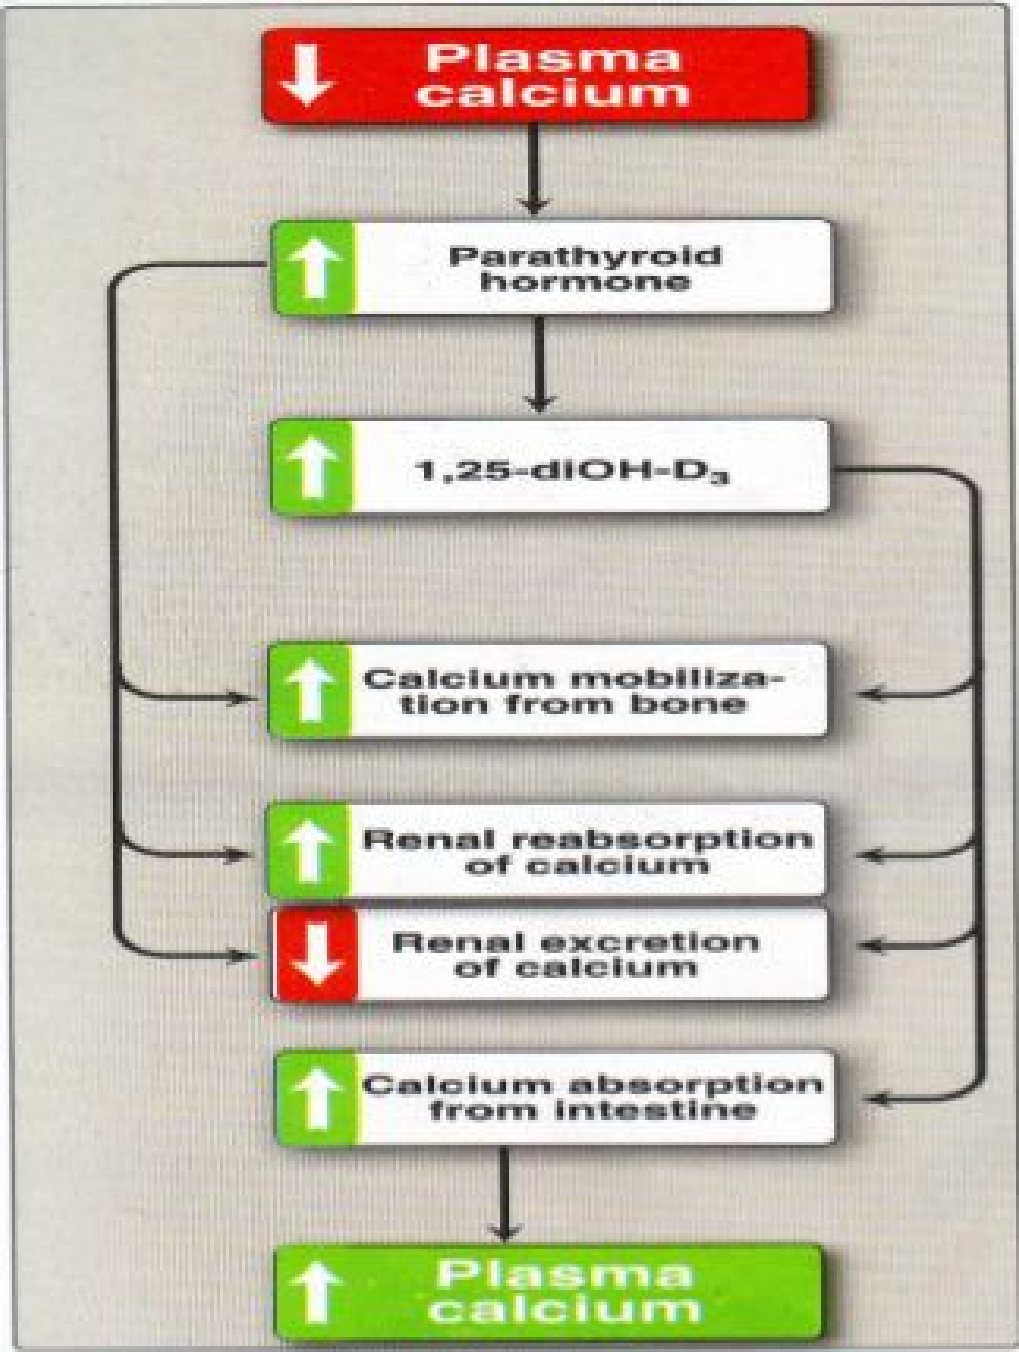 Plasma
calcium
Parathyroid
hormone
1,25-diOH-D₃
Calcium mobiliza-
tion from bone
Renal reabsorption
of calcium
Renal excretion
of calcium
Calcium absorption
from intestine
Plasma
calcium